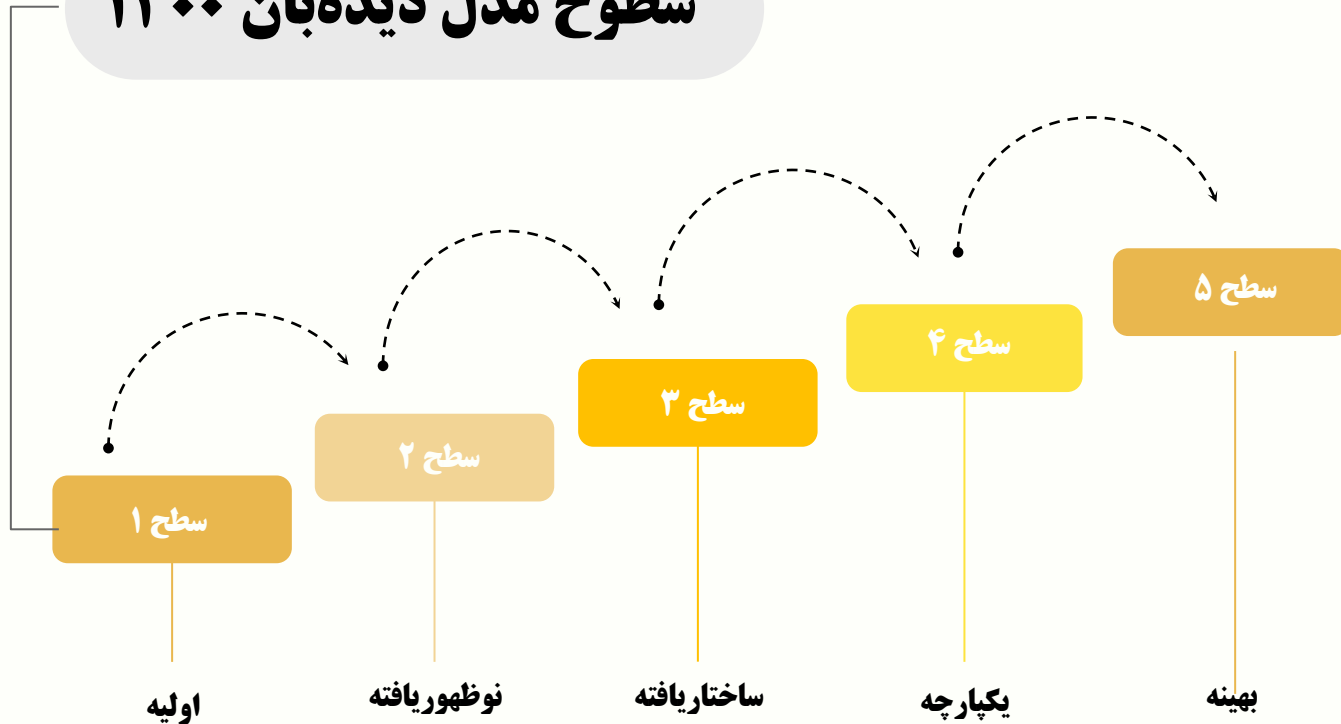 سطوح مدل دیده‌بان
سطح ۵
سطح ۴
سطح ۳
سطح ۲
سطح ۱
اولیه
نوظهوریافته
ساختاریافته
یکپارچه
بهینه